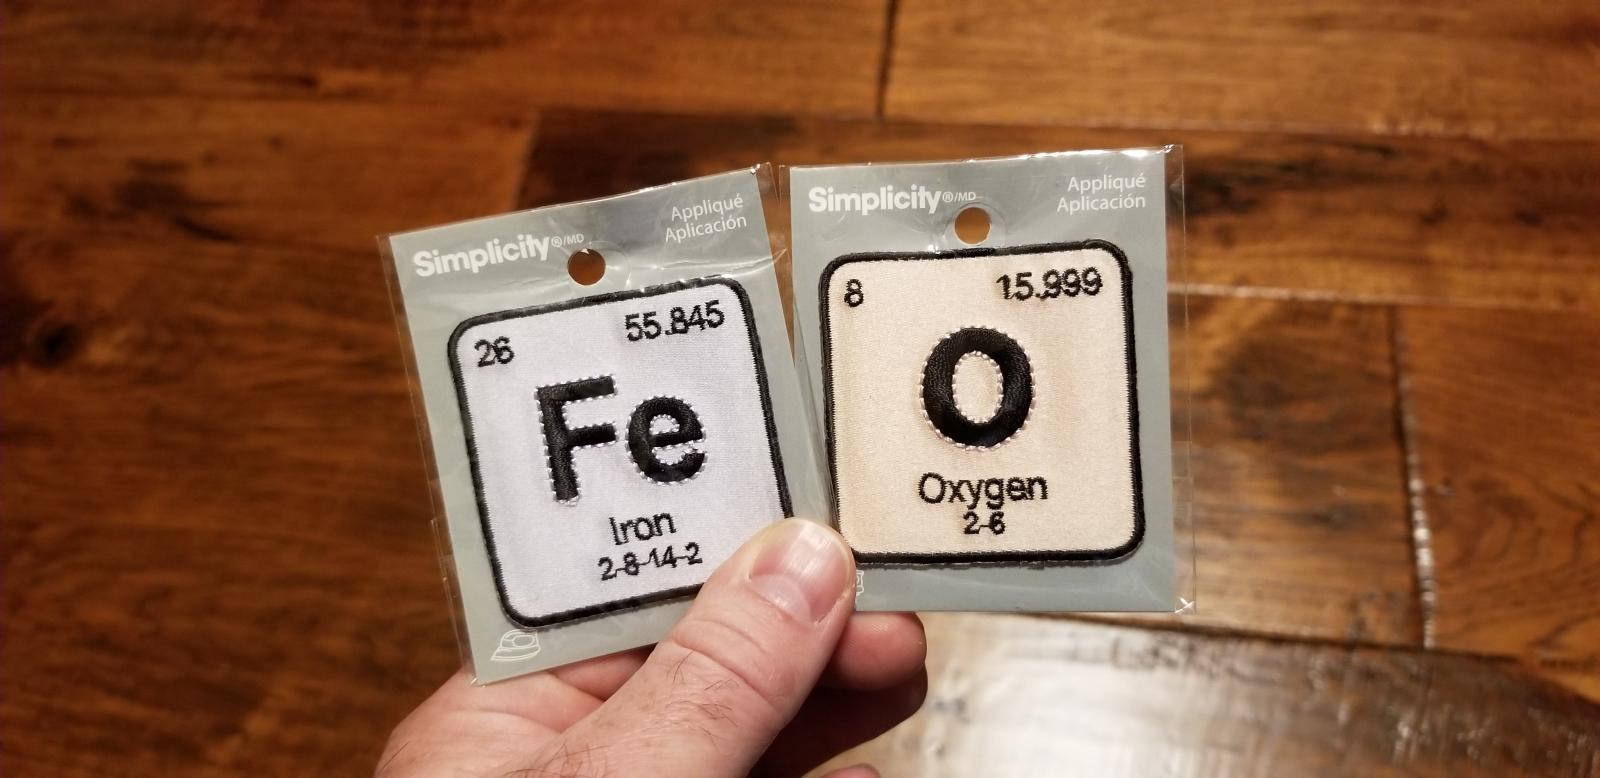 Simplicity®/MD
Appliqué
Aplicación
26
55.845
Fe
Iron
2-8-14-2
Simplicity®/MD
Appliqué
Aplicación
8
15.999
O
Oxygen
2-6